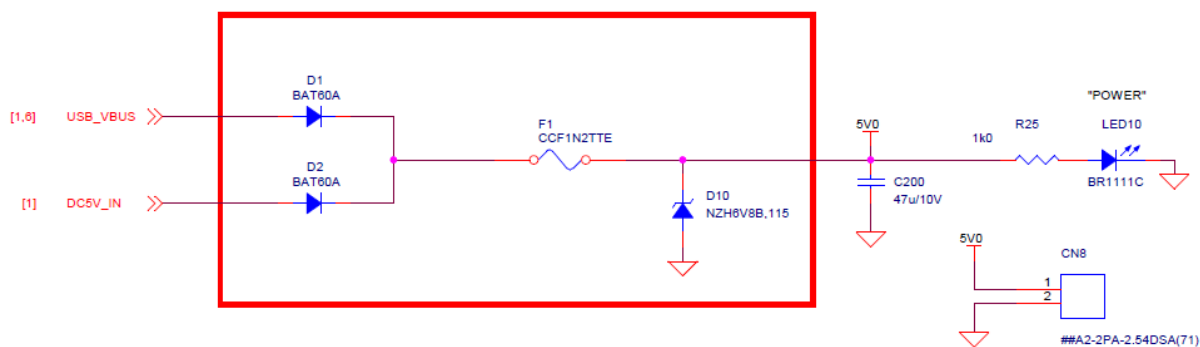 D1
BAT60A
[1,6] USB_VBUS
"POWER"
F1
CCF1N2TTE
5V0
1k0
R25
LED10
D2
BAT60A
[1] DC5V_IN
C200
47u/10V
BR1111C
D10
NZH6V8B,115
5V0
CN8
1
2
##A2-2PA-2.54DSA(71)